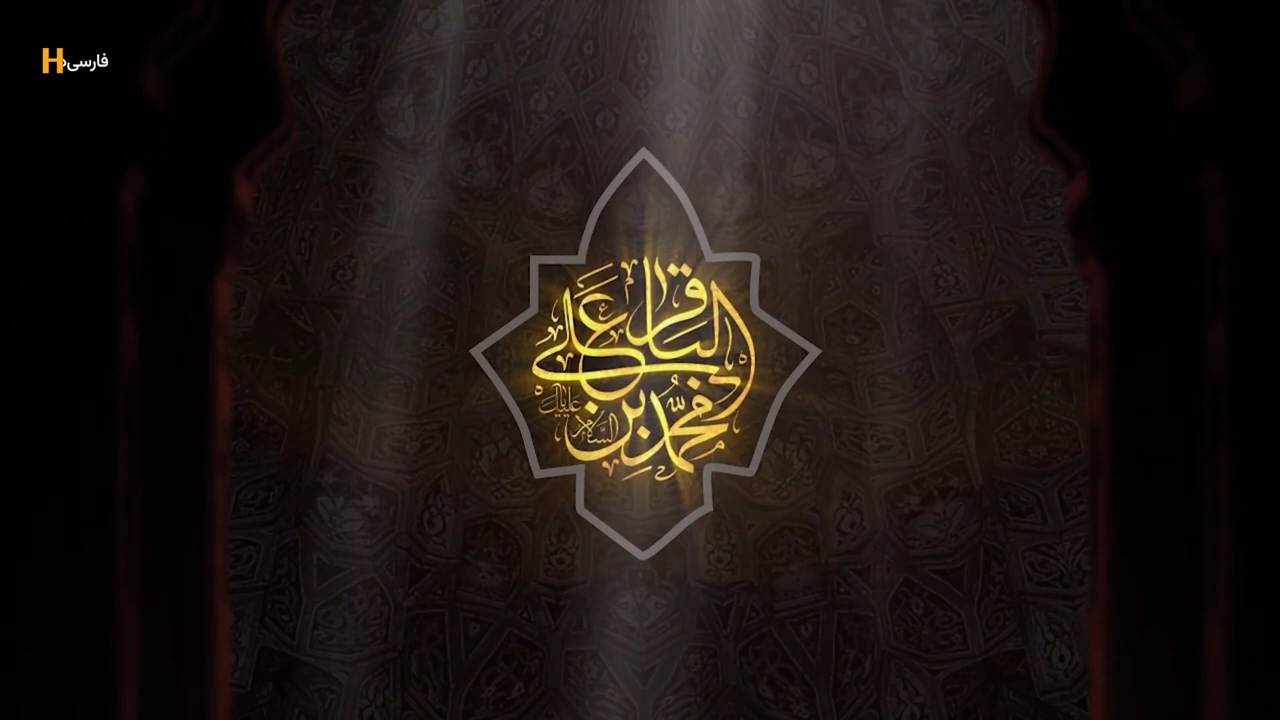 فارسی H
محمد بن علی الباقر
علیه السلام